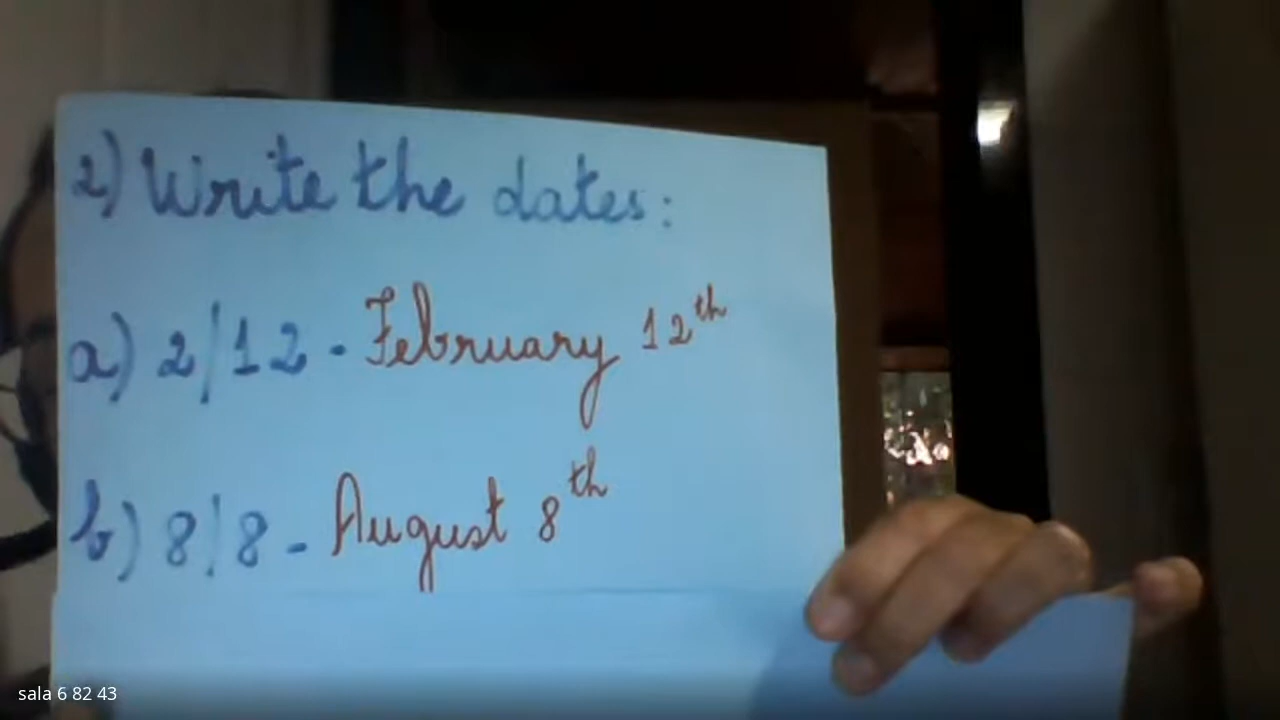 2) Write the dates:
a) 2/12 - February 12th
b) 8/8 - August 8th
sala 6 82 43